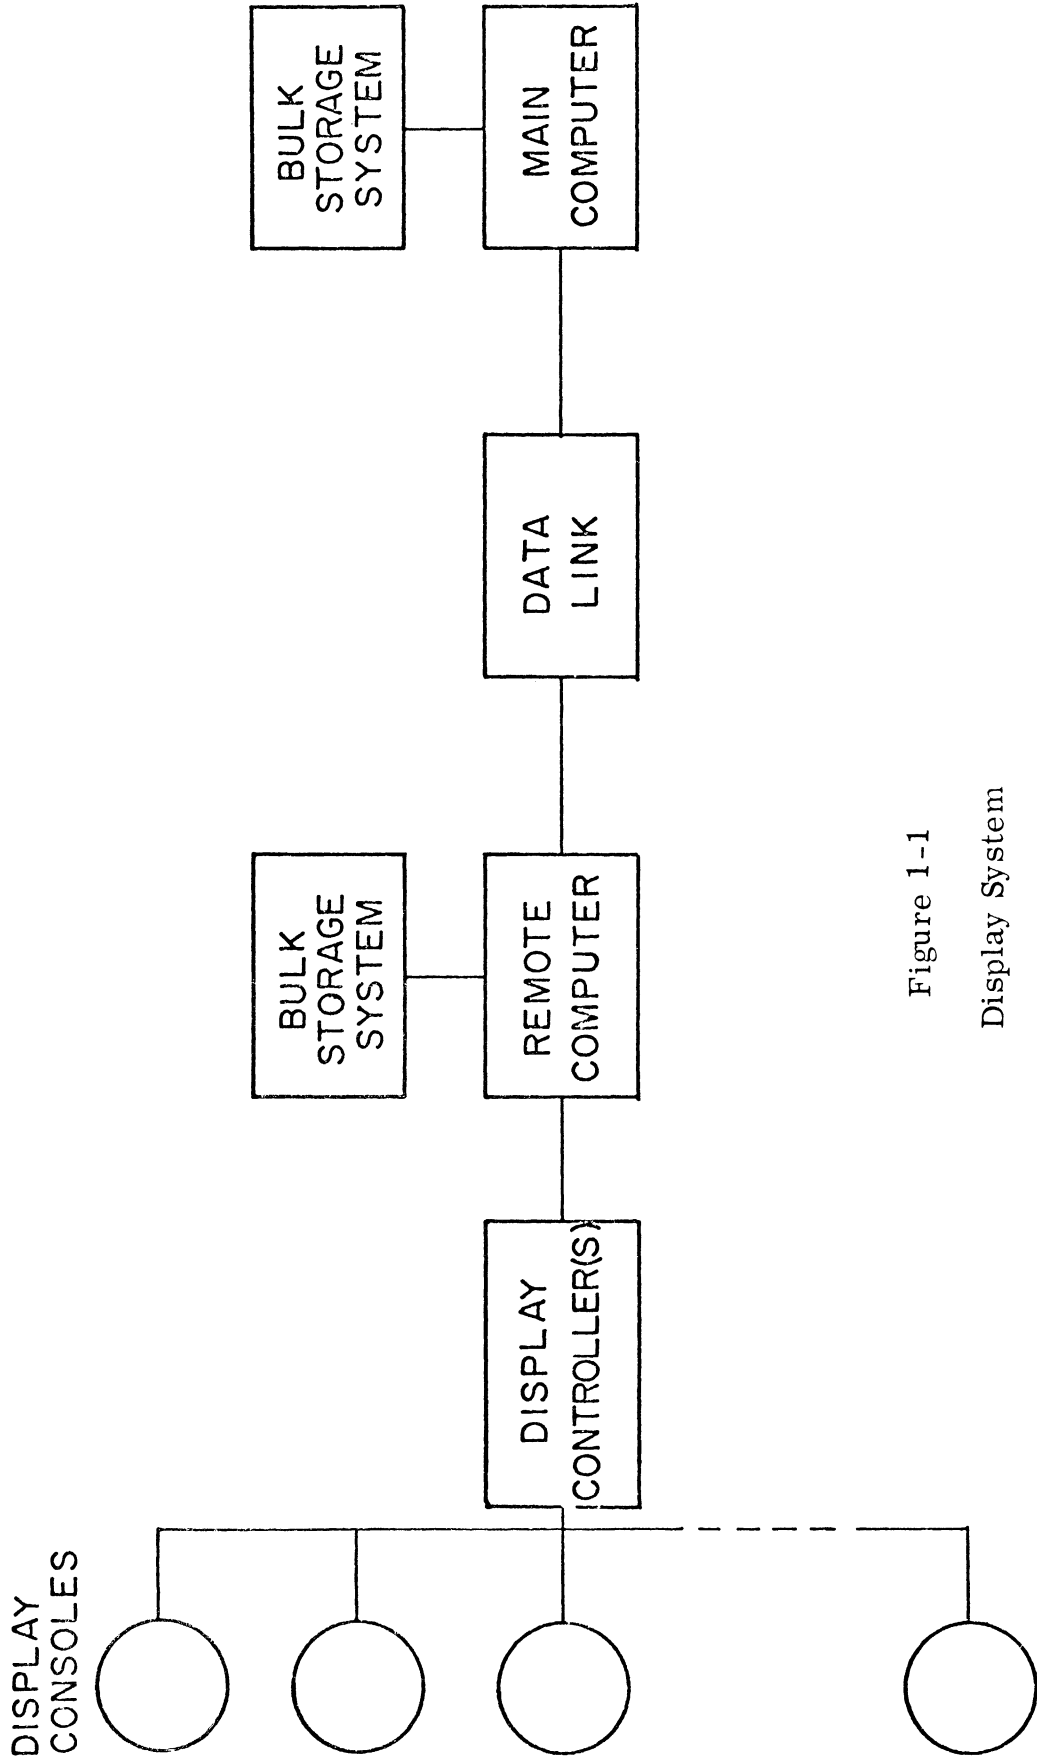 DISPLAY
CONSOLES
DISPLAY
CONTROLLER(S)
BULK
STORAGE
SYSTEM
REMOTE
COMPUTER
DATA
LINK
BULK
STORAGE
SYSTEM
MAIN
COMPUTER
Figure 1-1
Display System